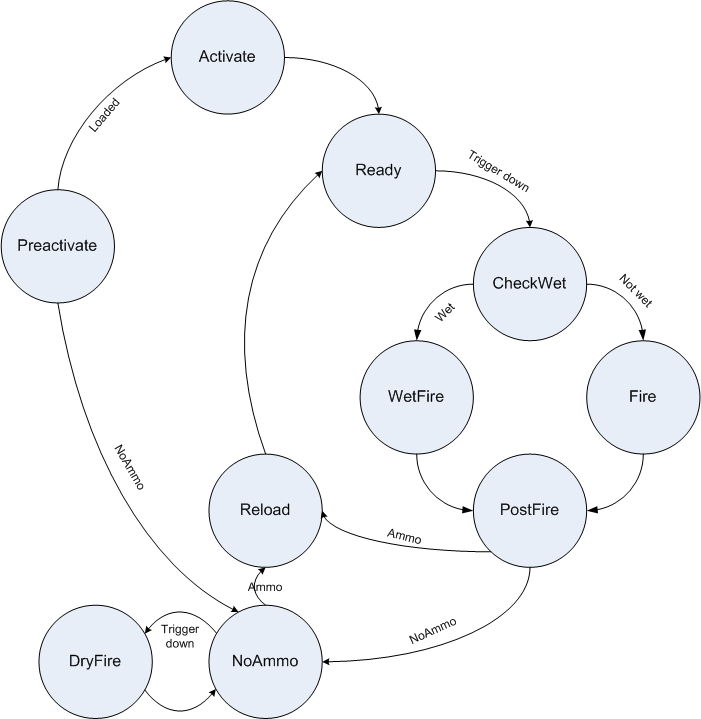 Activate
Loaded
Ready
Trigger down
Preactivate
CheckWet
Wet
Not wet
WetFire
Fire
NoAmmo
Reload
PostFire
Ammo
Ammo
NoAmmo
Trigger
down
DryFire
NoAmmo